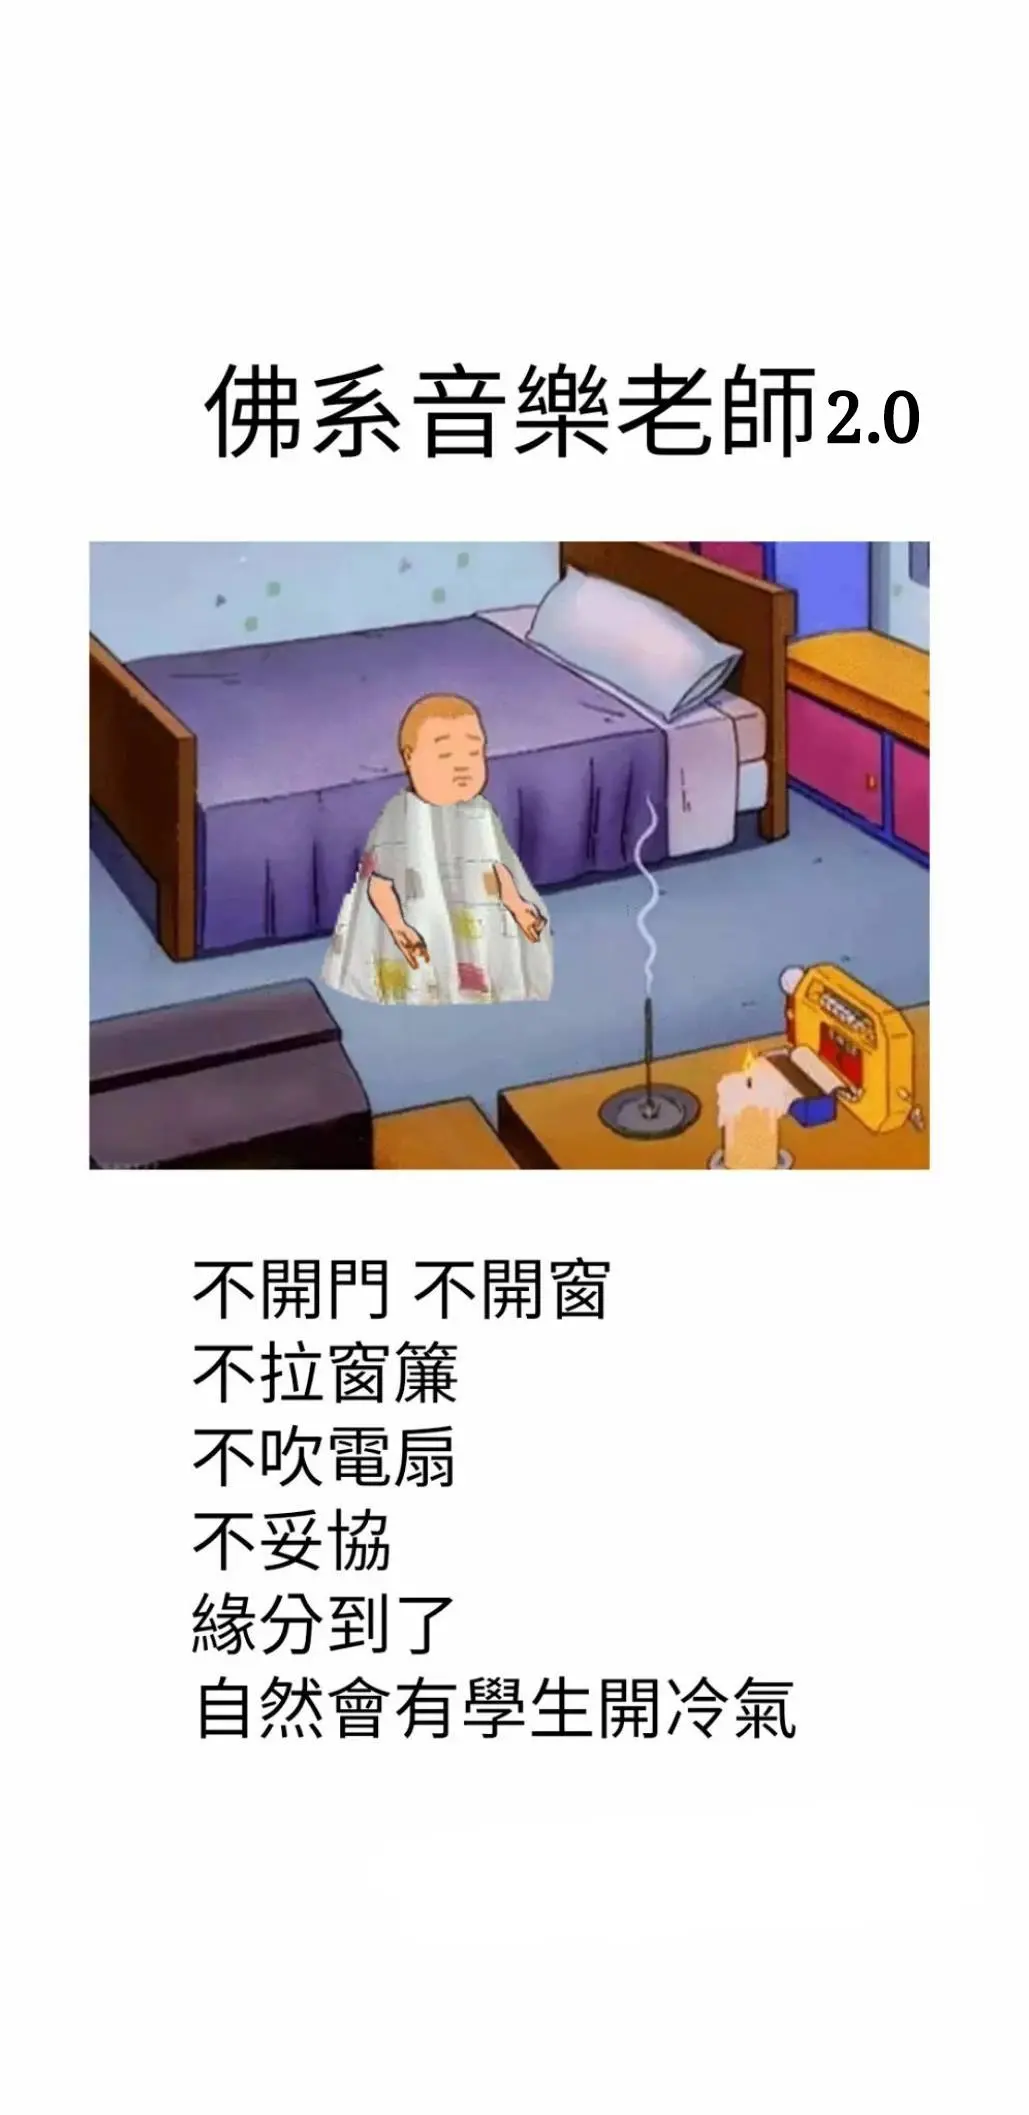 佛系音樂老師2.0
不開門 不開窗
不拉窗簾
不吹電扇
不妥協
緣分到了
自然會有學生開冷氣